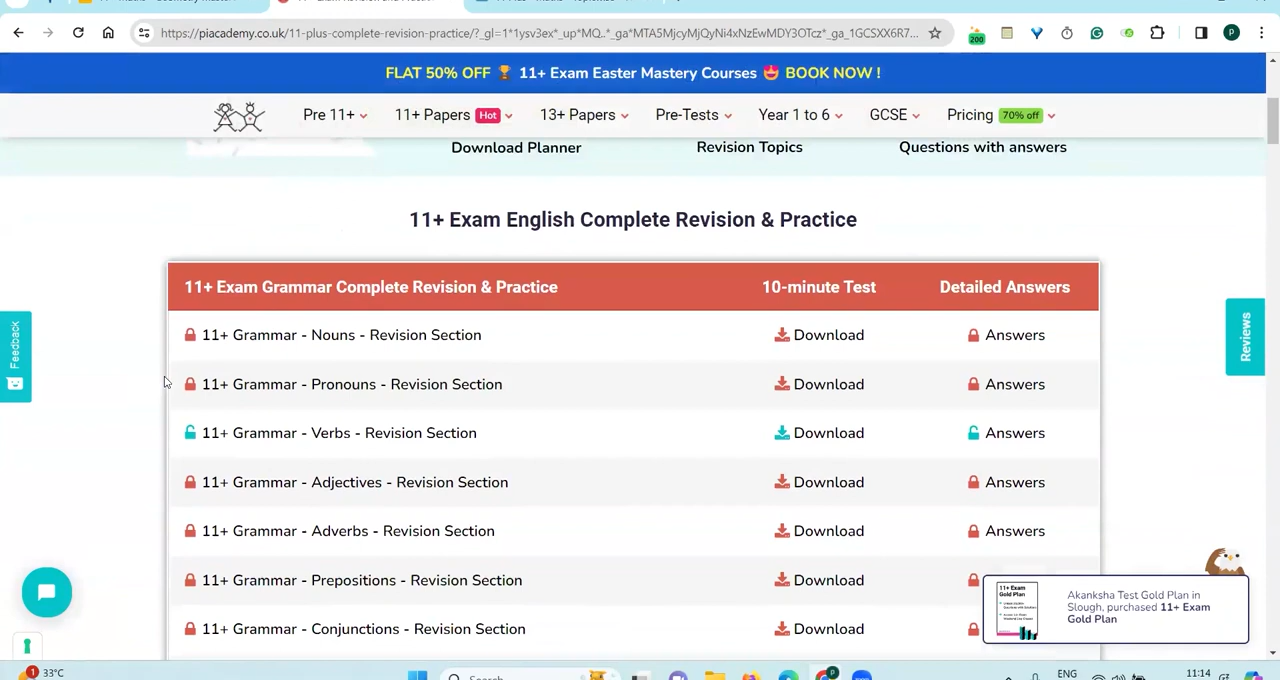 https://piacademy.co.uk/11-plus-complete-revision-practice/?_gl=1*1ysv3ex*_up*MQ..*_ga*MTA5MjcyMjQyNi4xNzEwMDY3OTcz*_ga_1GCSXX6R7...
200
P
FLAT 50% OFF 🏆 11+ Exam Easter Mastery Courses 🤩 BOOK NOW !
Pre 11+ 11+ Papers Hot 13+ Papers Pre-Tests Year 1 to 6 GCSE Pricing 70% off
Download Planner Revision Topics Questions with answers
11+ Exam English Complete Revision & Practice
11+ Exam Grammar Complete Revision & Practice 10-minute Test Detailed Answers
11+ Grammar - Nouns - Revision Section Download Answers
11+ Grammar - Pronouns - Revision Section Download Answers
11+ Grammar - Verbs - Revision Section Download Answers
11+ Grammar - Adjectives - Revision Section Download Answers
11+ Grammar - Adverbs - Revision Section Download Answers
11+ Grammar - Prepositions - Revision Section Download
11+ Grammar - Conjunctions - Revision Section Download
Feedback
Reviews
11+ Exam
Gold Plan
Akanksha Test Gold Plan in
Slough, purchased 11+ Exam
Gold Plan
1
33°C
Search
P
ENG
11:14